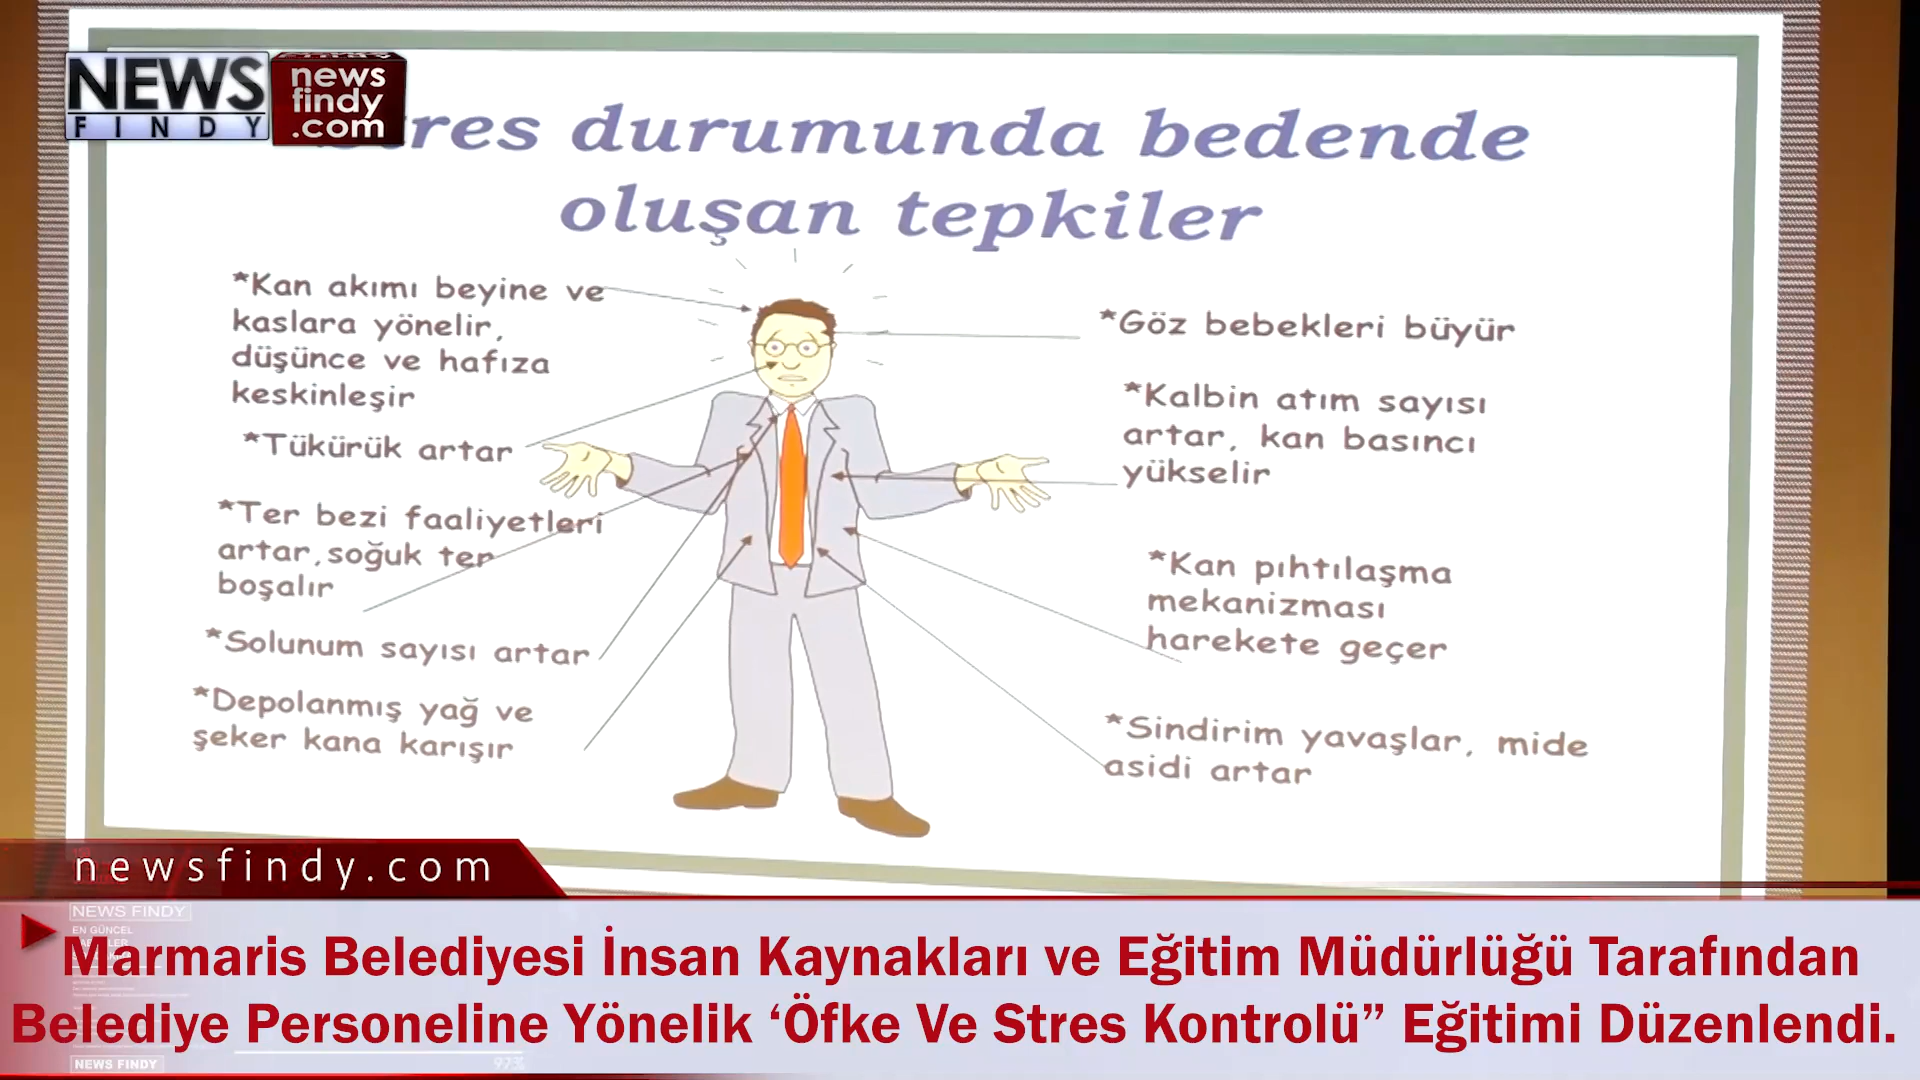 NEWS
FINDY
news
findy
.com
Stres durumunda bedende
oluşan tepkiler
*Kan akımı beyine ve
kaslara yönelir,
düşünce ve hafıza
keskinleşir
*Tükürük artar
*Ter bezi faaliyetleri
artar,soğuk ter
boşalır
*Solunum sayısı artar
*Depolanmış yağ ve
şeker kana karışır
*Göz bebekleri büyür
*Kalbin atım sayısı
artar, kan basıncı
yükselir
*Kan pıhtılaşma
mekanizması
harekete geçer
*Sindirim yavaşlar, mide
asidi artar
newsfindy.com
NEWS FINDY
EN GÜNCEL
Marmaris Belediyesi İnsan Kaynakları ve Eğitim Müdürlüğü Tarafından
Belediye Personeline Yönelik ‘Öfke Ve Stres Kontrolü” Eğitimi Düzenlendi.
NEWS FINDY